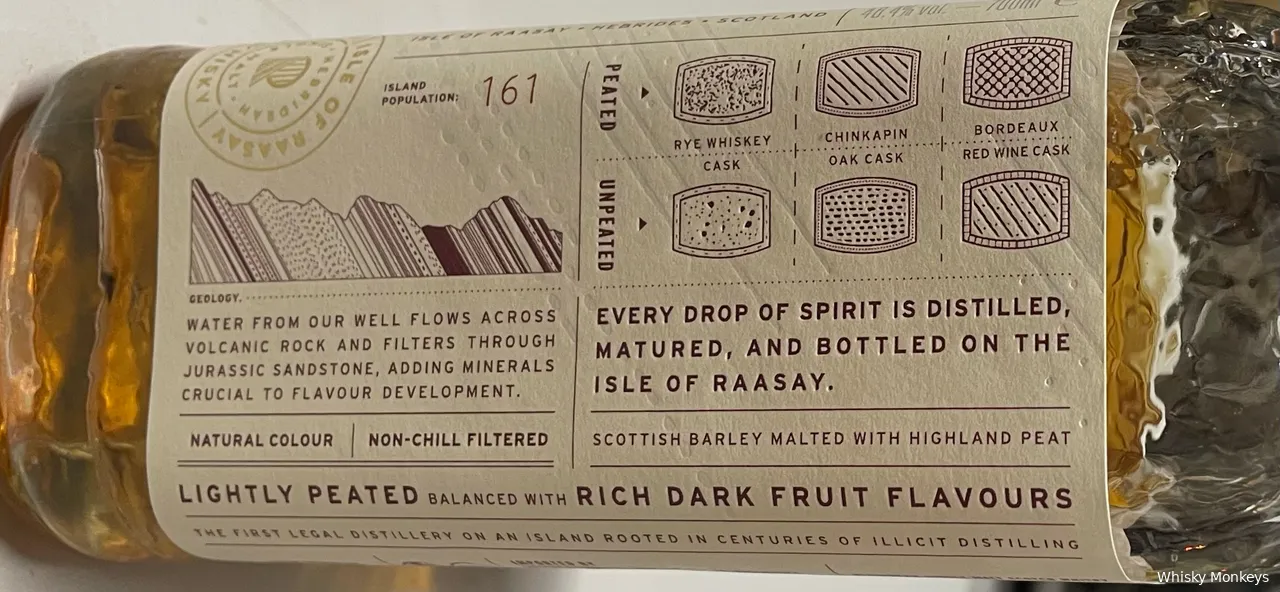 ISLE OF RAASAY • HEBRIDES • SCOTLAND
700ml
ISLE OF RAASAY
HEBRIDEAN
WHISKY
ISLAND
POPULATION: 161
GEOLOGY.
WATER FROM OUR WELL FLOWS ACROSS
VOLCANIC ROCK AND FILTERS THROUGH
JURASSIC SANDSTONE, ADDING MINERALS
CRUCIAL TO FLAVOUR DEVELOPMENT.
NATURAL COLOUR
NON-CHILL FILTERED
PEATED
UNPEATED
RYE WHISKEY
CASK
CHINKAPIN
OAK CASK
BORDEAUX
RED WINE CASK
EVERY DROP OF SPIRIT IS DISTILLED,
MATURED, AND BOTTLED ON THE
ISLE OF RAASAY.
SCOTTISH BARLEY MALTED WITH HIGHLAND PEAT
LIGHTLY PEATED BALANCED WITH RICH DARK FRUIT FLAVOURS
THE FIRST LEGAL DISTILLERY ON AN ISLAND ROOTED IN CENTURIES OF ILLICIT DISTILLING
Whisky Monkeys